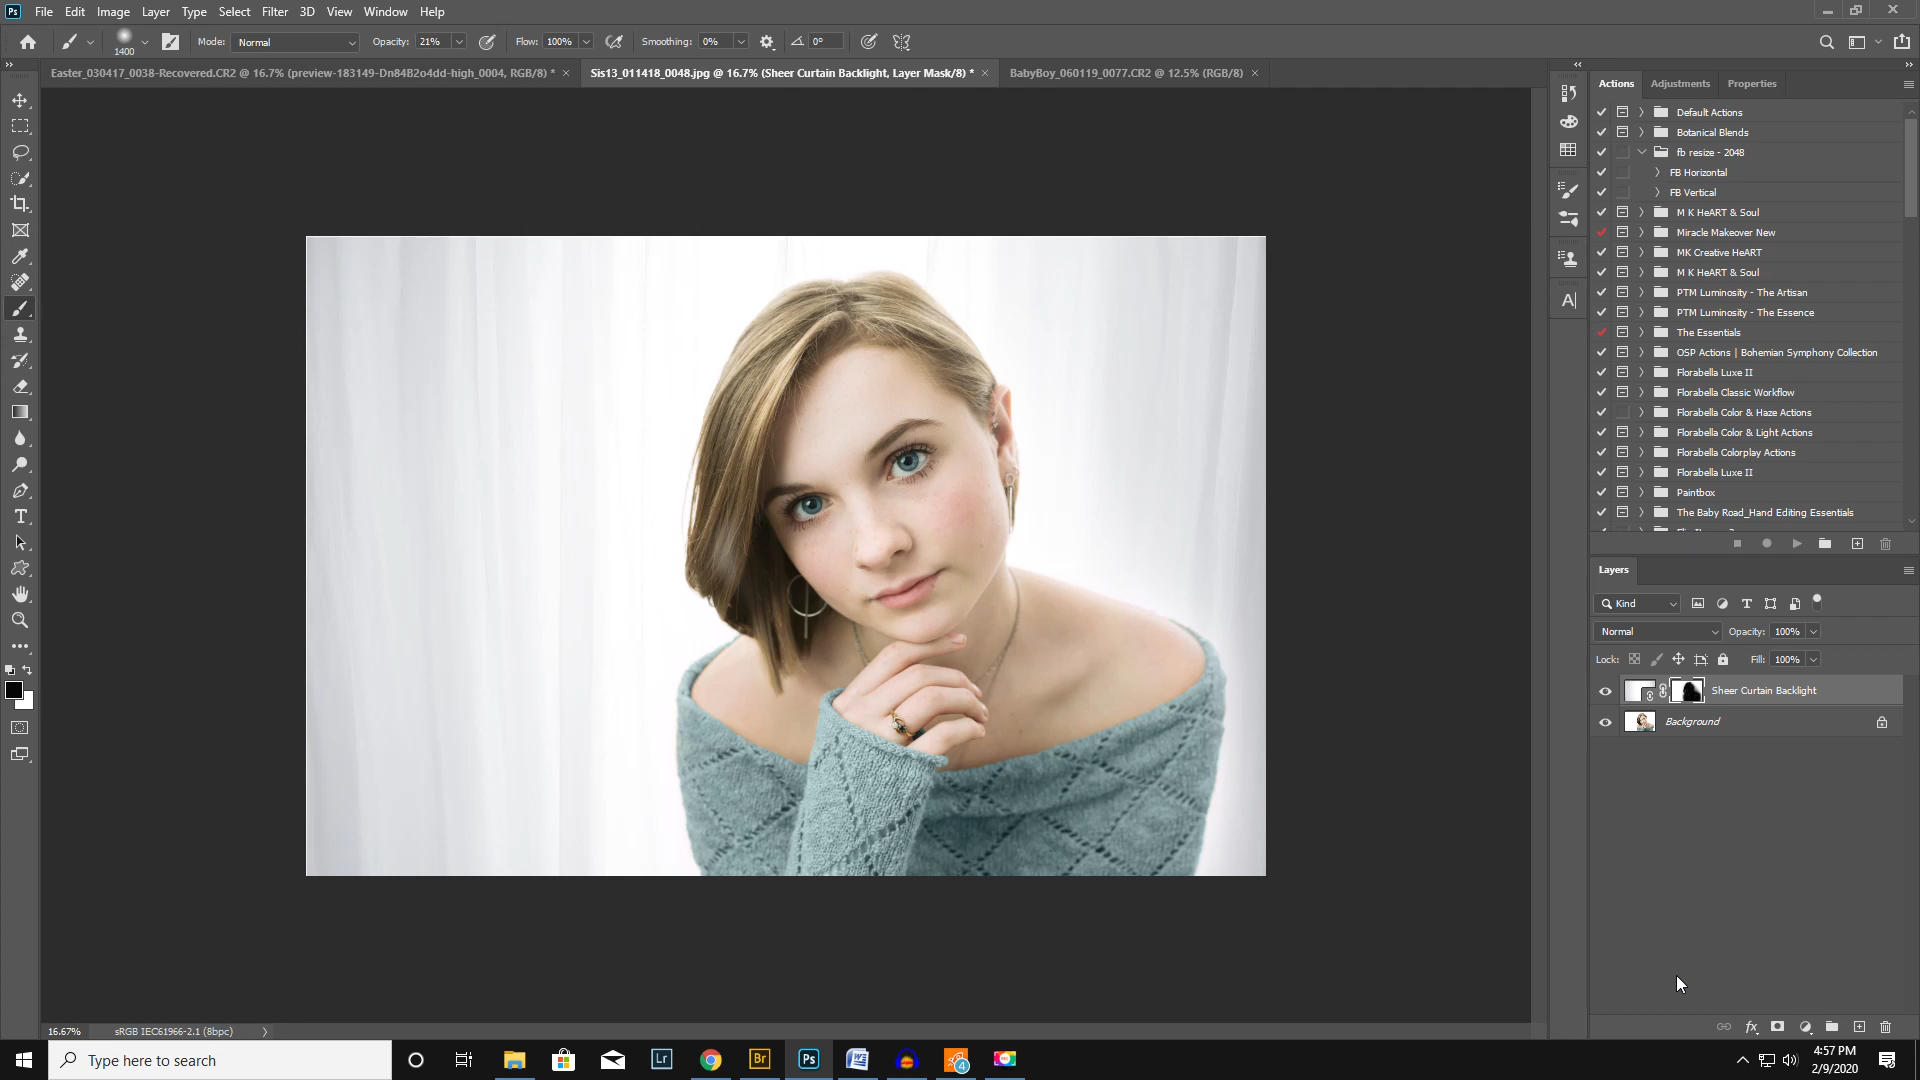 Ps File Edit Image Layer Type Select Filter 3D View Window Help
1400 Mode: Normal Opacity: 21% Flow: 100% Smoothing: 0% 0°
Easter_030417_0038-Recovered.CR2 @ 16.7% (preview-183149-Dn84B2o4dd-high_0004, RGB/8) * ×
Sis13_011418_0048.jpg @ 16.7% (Sheer Curtain Backlight, Layer Mask/8) * ×
BabyBoy_060119_0077.CR2 @ 12.5% (RGB/8) ×
Actions Adjustments Properties
Default Actions
Botanical Blends
fb resize - 2048
FB Horizontal
FB Vertical
M K HeART & Soul
Miracle Makeover New
MK Creative HeART
M K HeART & Soul
PTM Luminosity - The Artisan
PTM Luminosity - The Essence
The Essentials
OSP Actions | Bohemian Symphony Collection
Florabella Luxe II
Florabella Classic Workflow
Florabella Color & Haze Actions
Florabella Color & Light Actions
Florabella Colorplay Actions
Florabella Luxe II
Paintbox
The Baby Road_Hand Editing Essentials
Layers
Kind
Normal Opacity: 100%
Lock: Fill: 100%
Sheer Curtain Backlight
Background
16.67% sRGB IEC61966-2.1 (8bpc)
Type here to search
Lr Br Ps 4
4:57 PM
2/9/2020